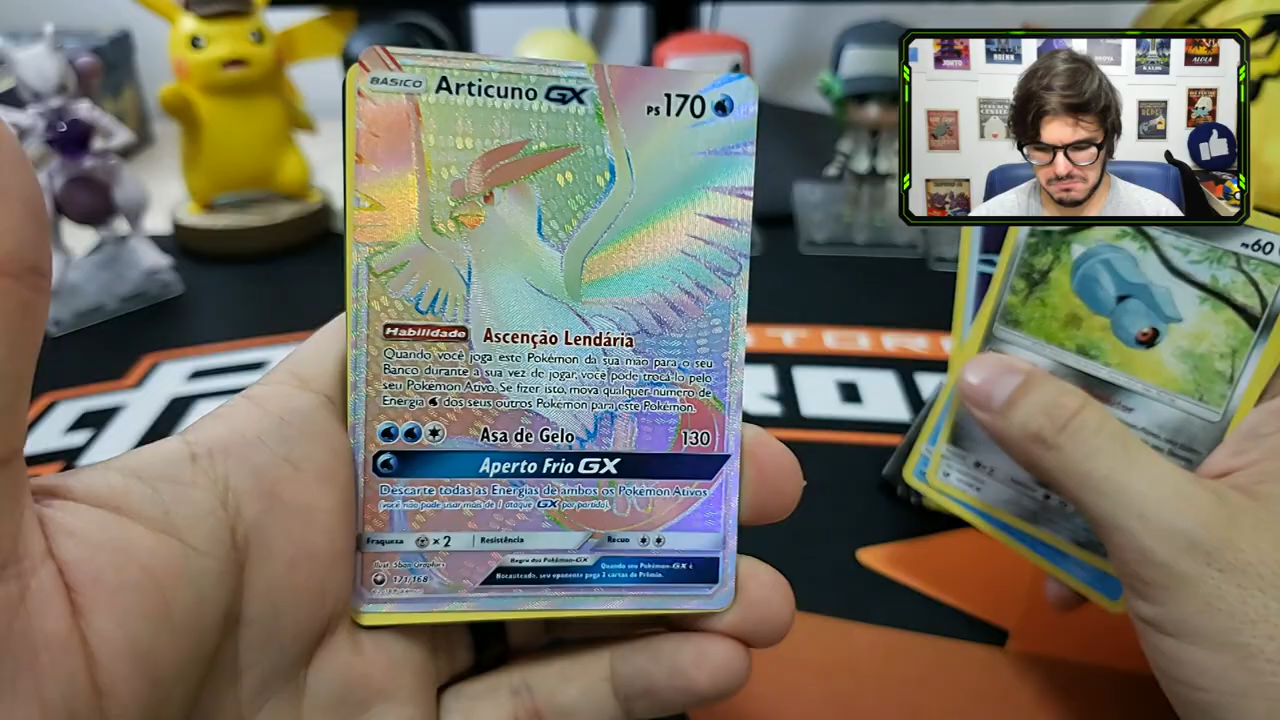 BÁSICO Articuno GX PS170
Habilidade Ascenção Lendária
Quando você joga este Pokémon da sua mão para o seu
Banco durante a sua vez de jogar, você pode trocá-lo pelo
seu Pokémon Ativo. Se fizer isto, mova qualquer número de
Energia dos seus outros Pokémon para este Pokémon.
Asa de Gelo 130
Aperto Frio GX
Descarte todas as Energias de ambos os Pokémon Ativos
(você não pode usar mais de 1 ataque GX por partida).
Fraqueza ×2 Resistência Recuo
Regra dos Pokémon-GX Quando seu Pokémon-GX é
Nocauteado, seu oponente pega 2 cartas de Prêmio.
171/168
PS60
JOHTO
ALOLA